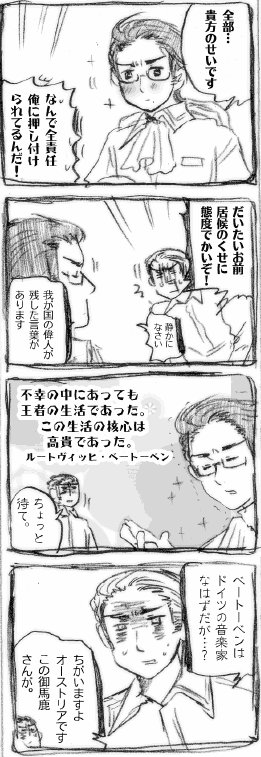 全部…
貴方のせいです
なんで全責任
俺に押し付け
られてるんだ！
だいたいお前
居候のくせに
態度でかいぞ！
静かに
なさい
我が国の偉人が
残した言葉が
あります
不幸の中にあっても
王者の生活であった。
この生活の核心は
高貴であった。
ルートヴィッヒ・ベートーベン
ちょっと
待て。
ベートーベンは
ドイツの音楽家
なはずだが…？
ちがいますよ
オーストリアです
この御馬鹿
さんが。